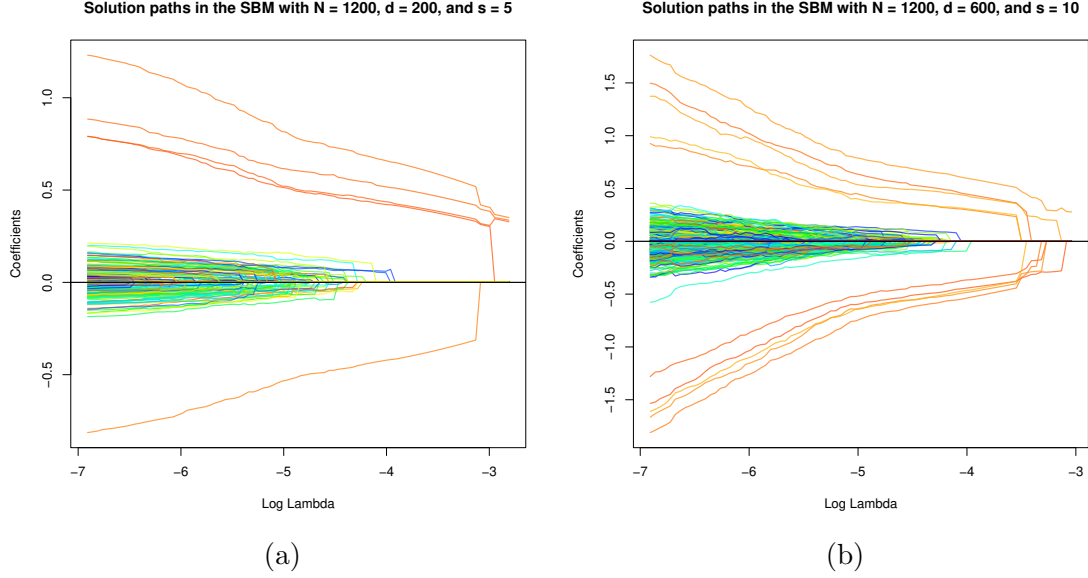 Solution paths in the SBM with N = 1200, d = 200, and s = 5
Coefficients
1.0
0.5
0.0
−0.5
−7
−6
−5
−4
−3
Log Lambda
(a)
Solution paths in the SBM with N = 1200, d = 600, and s = 10
Coefficients
1.5
1.0
0.5
0.0
−0.5
−1.0
−1.5
−7
−6
−5
−4
−3
Log Lambda
(b)